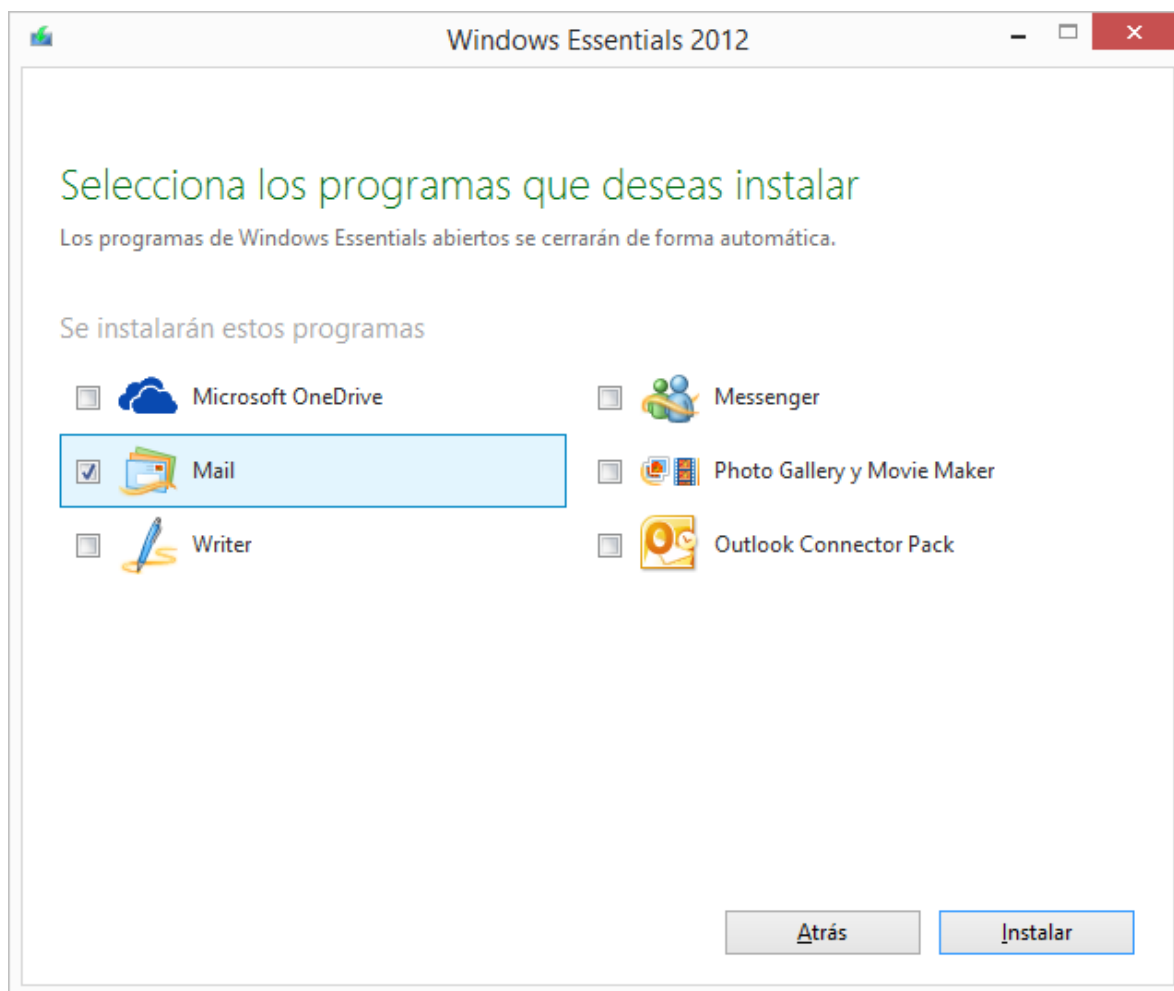 Windows Essentials 2012
Selecciona los programas que deseas instalar
Los programas de Windows Essentials abiertos se cerrarán de forma automática.
Se instalarán estos programas
Microsoft OneDrive
Messenger
Mail
Photo Gallery y Movie Maker
Writer
Outlook Connector Pack
Atrás
Instalar